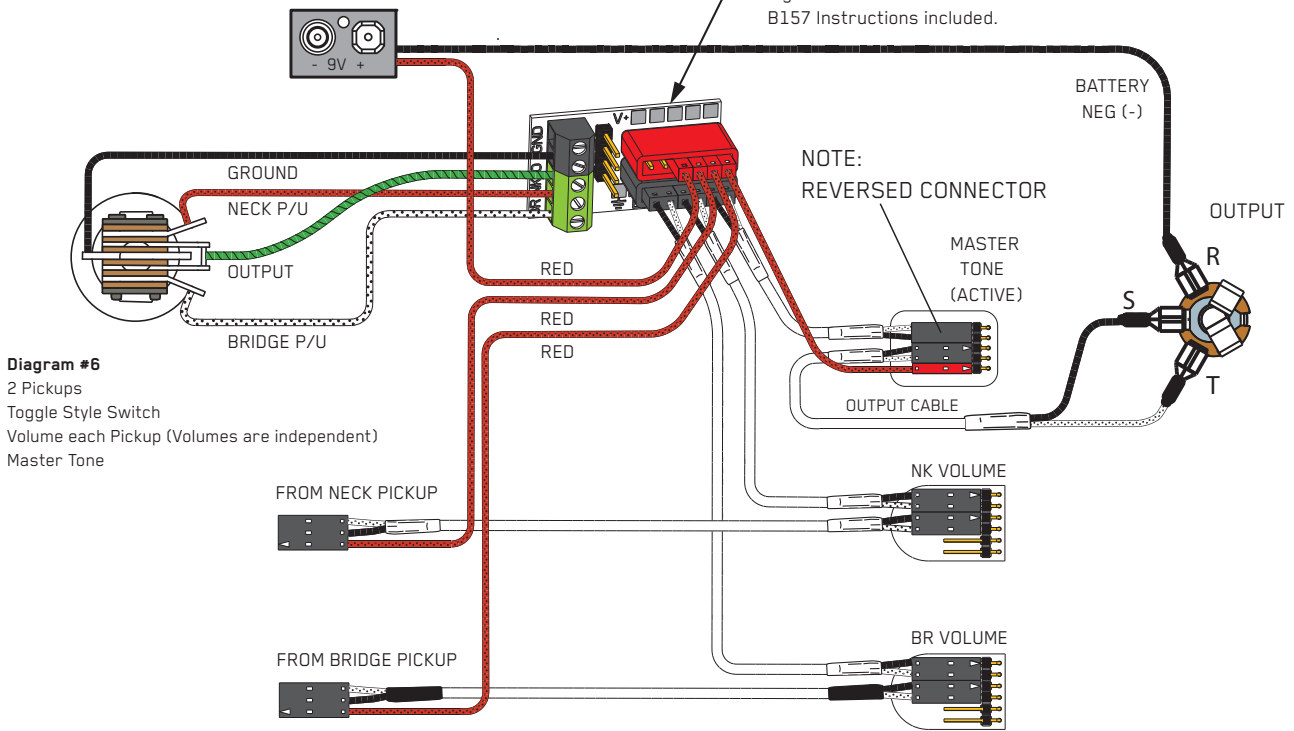 B157 Instructions included.
- 9V +
BATTERY
NEG (-)
V+
GND
O
NK
BR
GROUND
NECK P/U
OUTPUT
BRIDGE P/U
NOTE:
REVERSED CONNECTOR
OUTPUT
R
S
T
MASTER
TONE
(ACTIVE)
RED
RED
RED
OUTPUT CABLE
Diagram #6
2 Pickups
Toggle Style Switch
Volume each Pickup (Volumes are independent)
Master Tone
NK VOLUME
FROM NECK PICKUP
BR VOLUME
FROM BRIDGE PICKUP